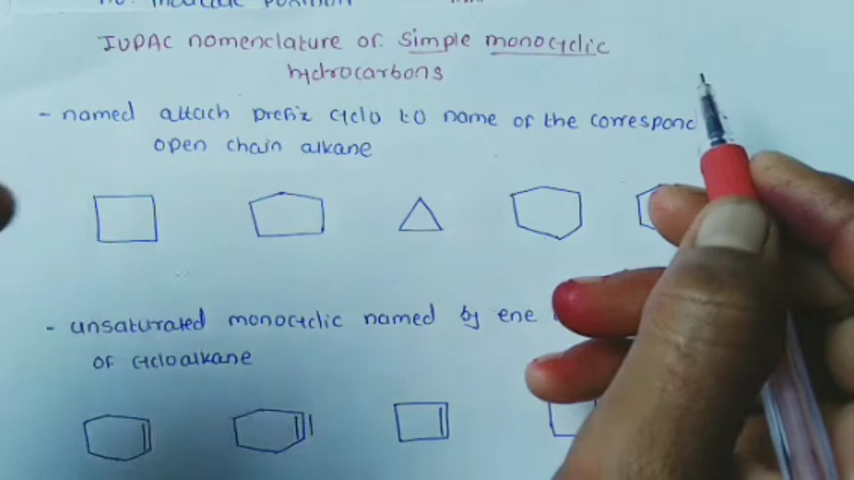 IUPAC nomenclature of simple monocyclic
hydrocarbons
- named attach prefix cyclo to name of the correspond
open chain alkane
- unsaturated monocyclic named by ene
of cycloalkane